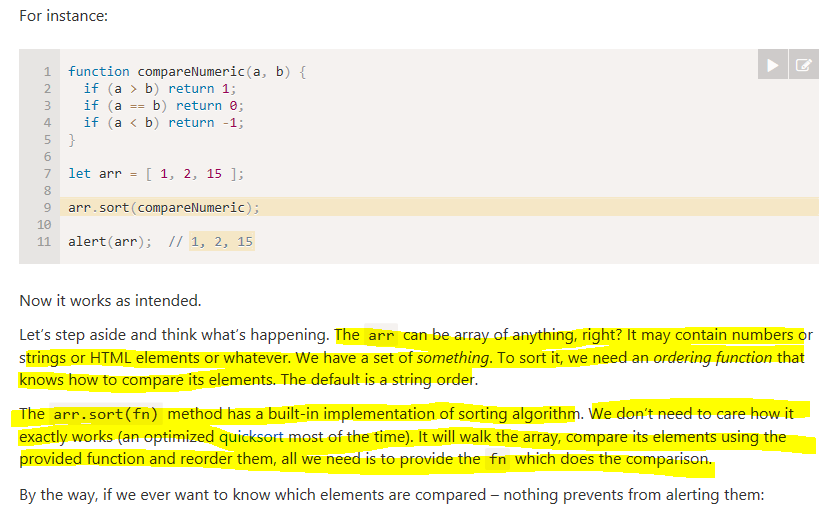 For instance:
1 function compareNumeric(a, b) {
2 if (a > b) return 1;
3 if (a == b) return 0;
4 if (a < b) return -1;
5 }
6
7 let arr = [ 1, 2, 15 ];
8
9 arr.sort(compareNumeric);
10
11 alert(arr);  // 1, 2, 15
Now it works as intended.
Let's step aside and think what's happening. The arr can be array of anything, right? It may contain numbers or
strings or HTML elements or whatever. We have a set of something. To sort it, we need an ordering function that
knows how to compare its elements. The default is a string order.
The arr.sort(fn) method has a built-in implementation of sorting algorithm. We don't need to care how it
exactly works (an optimized quicksort most of the time). It will walk the array, compare its elements using the
provided function and reorder them, all we need is to provide the fn which does the comparison.
By the way, if we ever want to know which elements are compared – nothing prevents from alerting them: